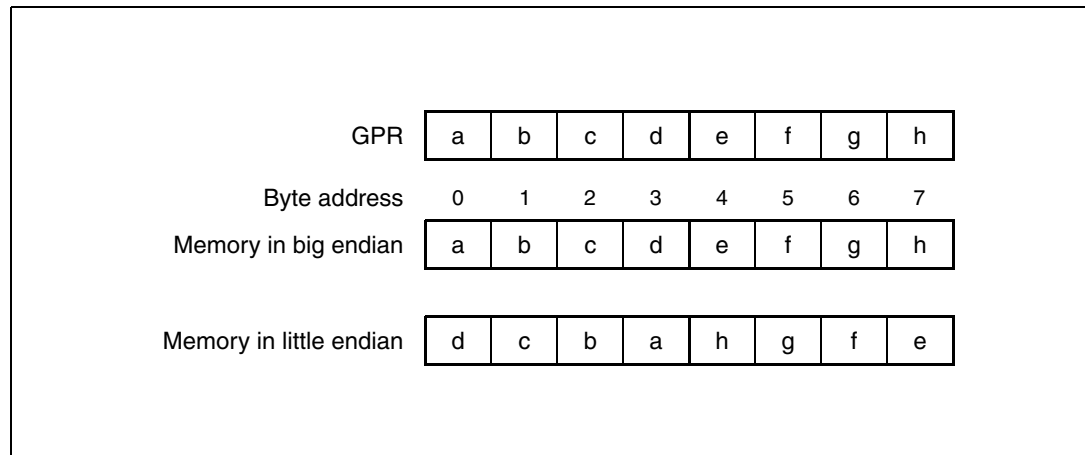 GPR a b c d e f g h
Byte address 0 1 2 3 4 5 6 7
Memory in big endian a b c d e f g h
Memory in little endian d c b a h g f e